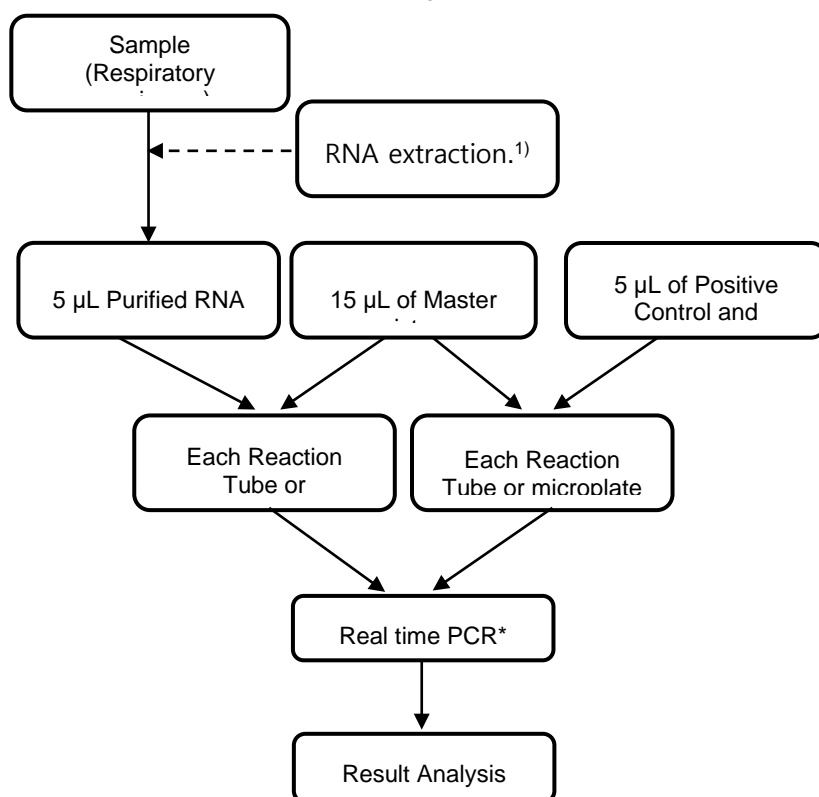 Sample
(Respiratory
RNA extraction.1)
5 µL Purified RNA
15 µL of Master
5 µL of Positive
Control and
Each Reaction
Tube or
Each Reaction
Tube or microplate
Real time PCR*
Result Analysis